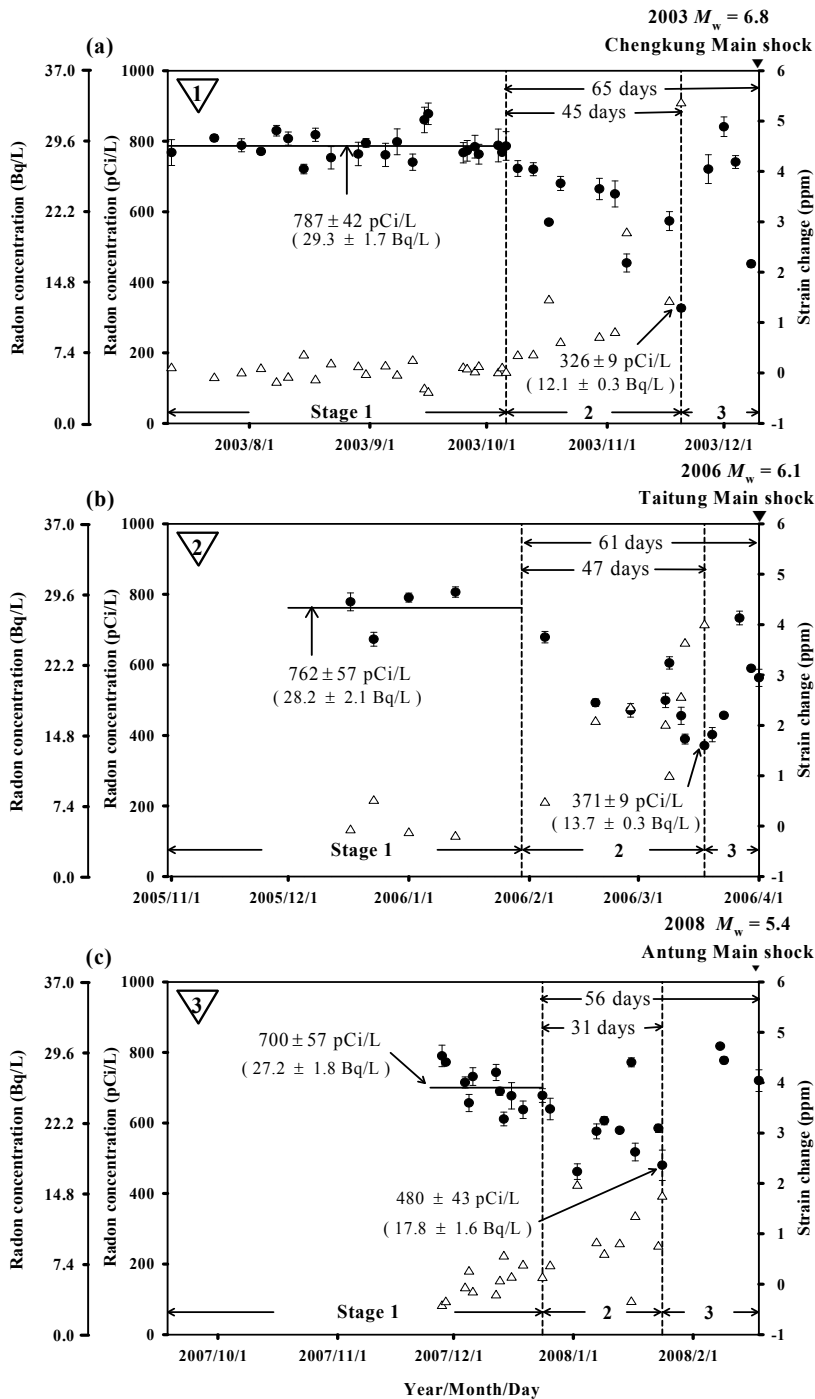 2003 Mw = 6.8
Chengkung Main shock
(a)
1
37.0
29.6
22.2
14.8
7.4
0.0
Radon concentration (Bq/L)
1000
800
600
400
200
0
Radon concentration (pCi/L)
65 days
45 days
787 ± 42 pCi/L
( 29.3 ± 1.7 Bq/L )
326 ± 9 pCi/L
( 12.1 ± 0.3 Bq/L )
Stage 1
2
3
6
5
4
3
2
1
0
-1
Strain change (ppm)
2003/8/1
2003/9/1
2003/10/1
2003/11/1
2003/12/1
2006 Mw = 6.1
Taitung Main shock
(b)
2
37.0
29.6
22.2
14.8
7.4
0.0
Radon concentration (Bq/L)
1000
800
600
400
200
0
Radon concentration (pCi/L)
61 days
47 days
762 ± 57 pCi/L
( 28.2 ± 2.1 Bq/L )
371 ± 9 pCi/L
( 13.7 ± 0.3 Bq/L )
Stage 1
2
3
6
5
4
3
2
1
0
-1
Strain change (ppm)
2005/11/1
2005/12/1
2006/1/1
2006/2/1
2006/3/1
2006/4/1
2008 Mw = 5.4
Antung Main shock
(c)
3
37.0
29.6
22.2
14.8
7.4
0.0
Radon concentration (Bq/L)
1000
800
600
400
200
0
Radon concentration (pCi/L)
56 days
31 days
700 ± 57 pCi/L
( 27.2 ± 1.8 Bq/L )
480 ± 43 pCi/L
( 17.8 ± 1.6 Bq/L )
Stage 1
2
3
6
5
4
3
2
1
0
-1
Strain change (ppm)
2007/10/1
2007/11/1
2007/12/1
2008/1/1
2008/2/1
Year/Month/Day